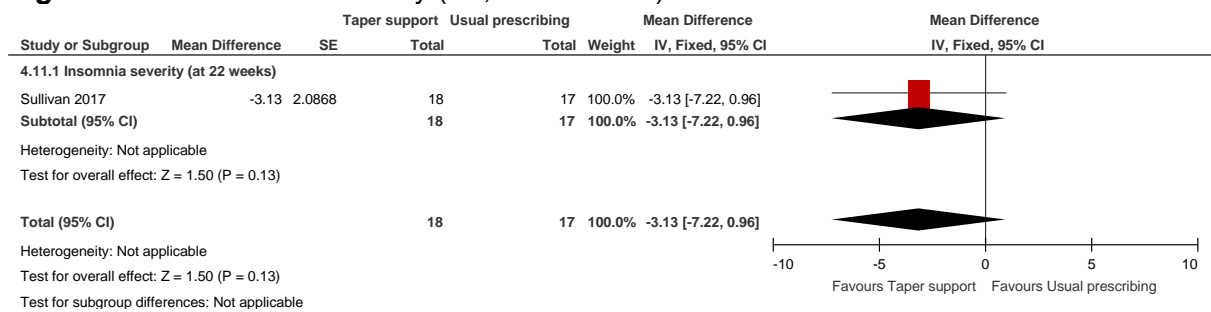 Taper support Usual prescribing Mean Difference Mean Difference
Study or Subgroup Mean Difference SE Total Total Weight IV, Fixed, 95% CI IV, Fixed, 95% CI
4.11.1 Insomnia severity (at 22 weeks)
Sullivan 2017 -3.13 2.0868 18 17 100.0% -3.13 [-7.22, 0.96]
Subtotal (95% CI) 18 17 100.0% -3.13 [-7.22, 0.96]
Heterogeneity: Not applicable
Test for overall effect: Z = 1.50 (P = 0.13)
Total (95% CI) 18 17 100.0% -3.13 [-7.22, 0.96]
Heterogeneity: Not applicable
Test for overall effect: Z = 1.50 (P = 0.13)
Test for subgroup differences: Not applicable
-10 -5 0 5 10
Favours Taper support Favours Usual prescribing